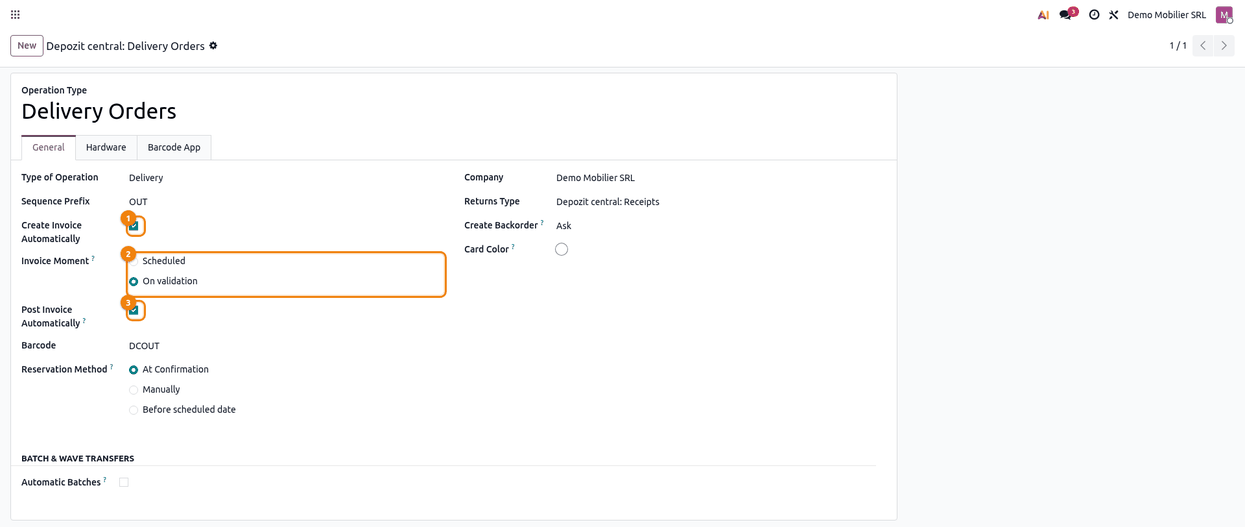 AI
3
Demo Mobilier SRL
M
New
Depozit central: Delivery Orders
1 / 1
Operation Type
Delivery Orders
General
Hardware
Barcode App
Type of Operation
Delivery
Company
Demo Mobilier SRL
Sequence Prefix
OUT
Returns Type
Depozit central: Receipts
1
Create Invoice
Automatically
Create Backorder ?
Ask
Card Color ?
2
Invoice Moment ?
Scheduled
On validation
3
Post Invoice
Automatically ?
Barcode
DCOUT
Reservation Method ?
At Confirmation
Manually
Before scheduled date
BATCH & WAVE TRANSFERS
Automatic Batches ?